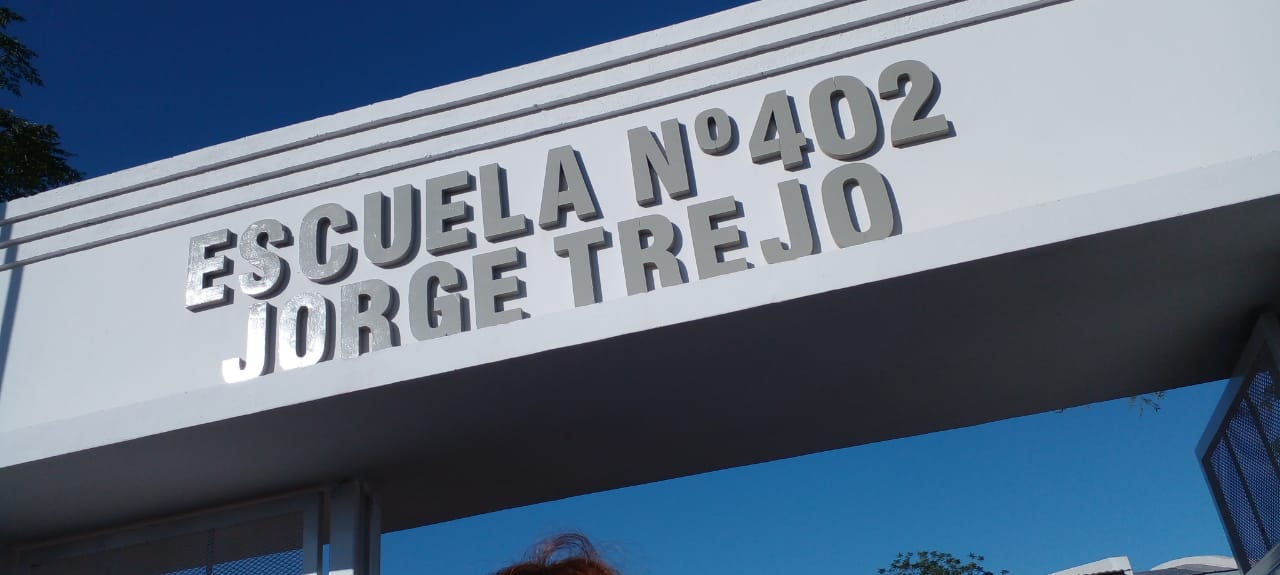 ESCUELA Nº402
JORGE TREJO